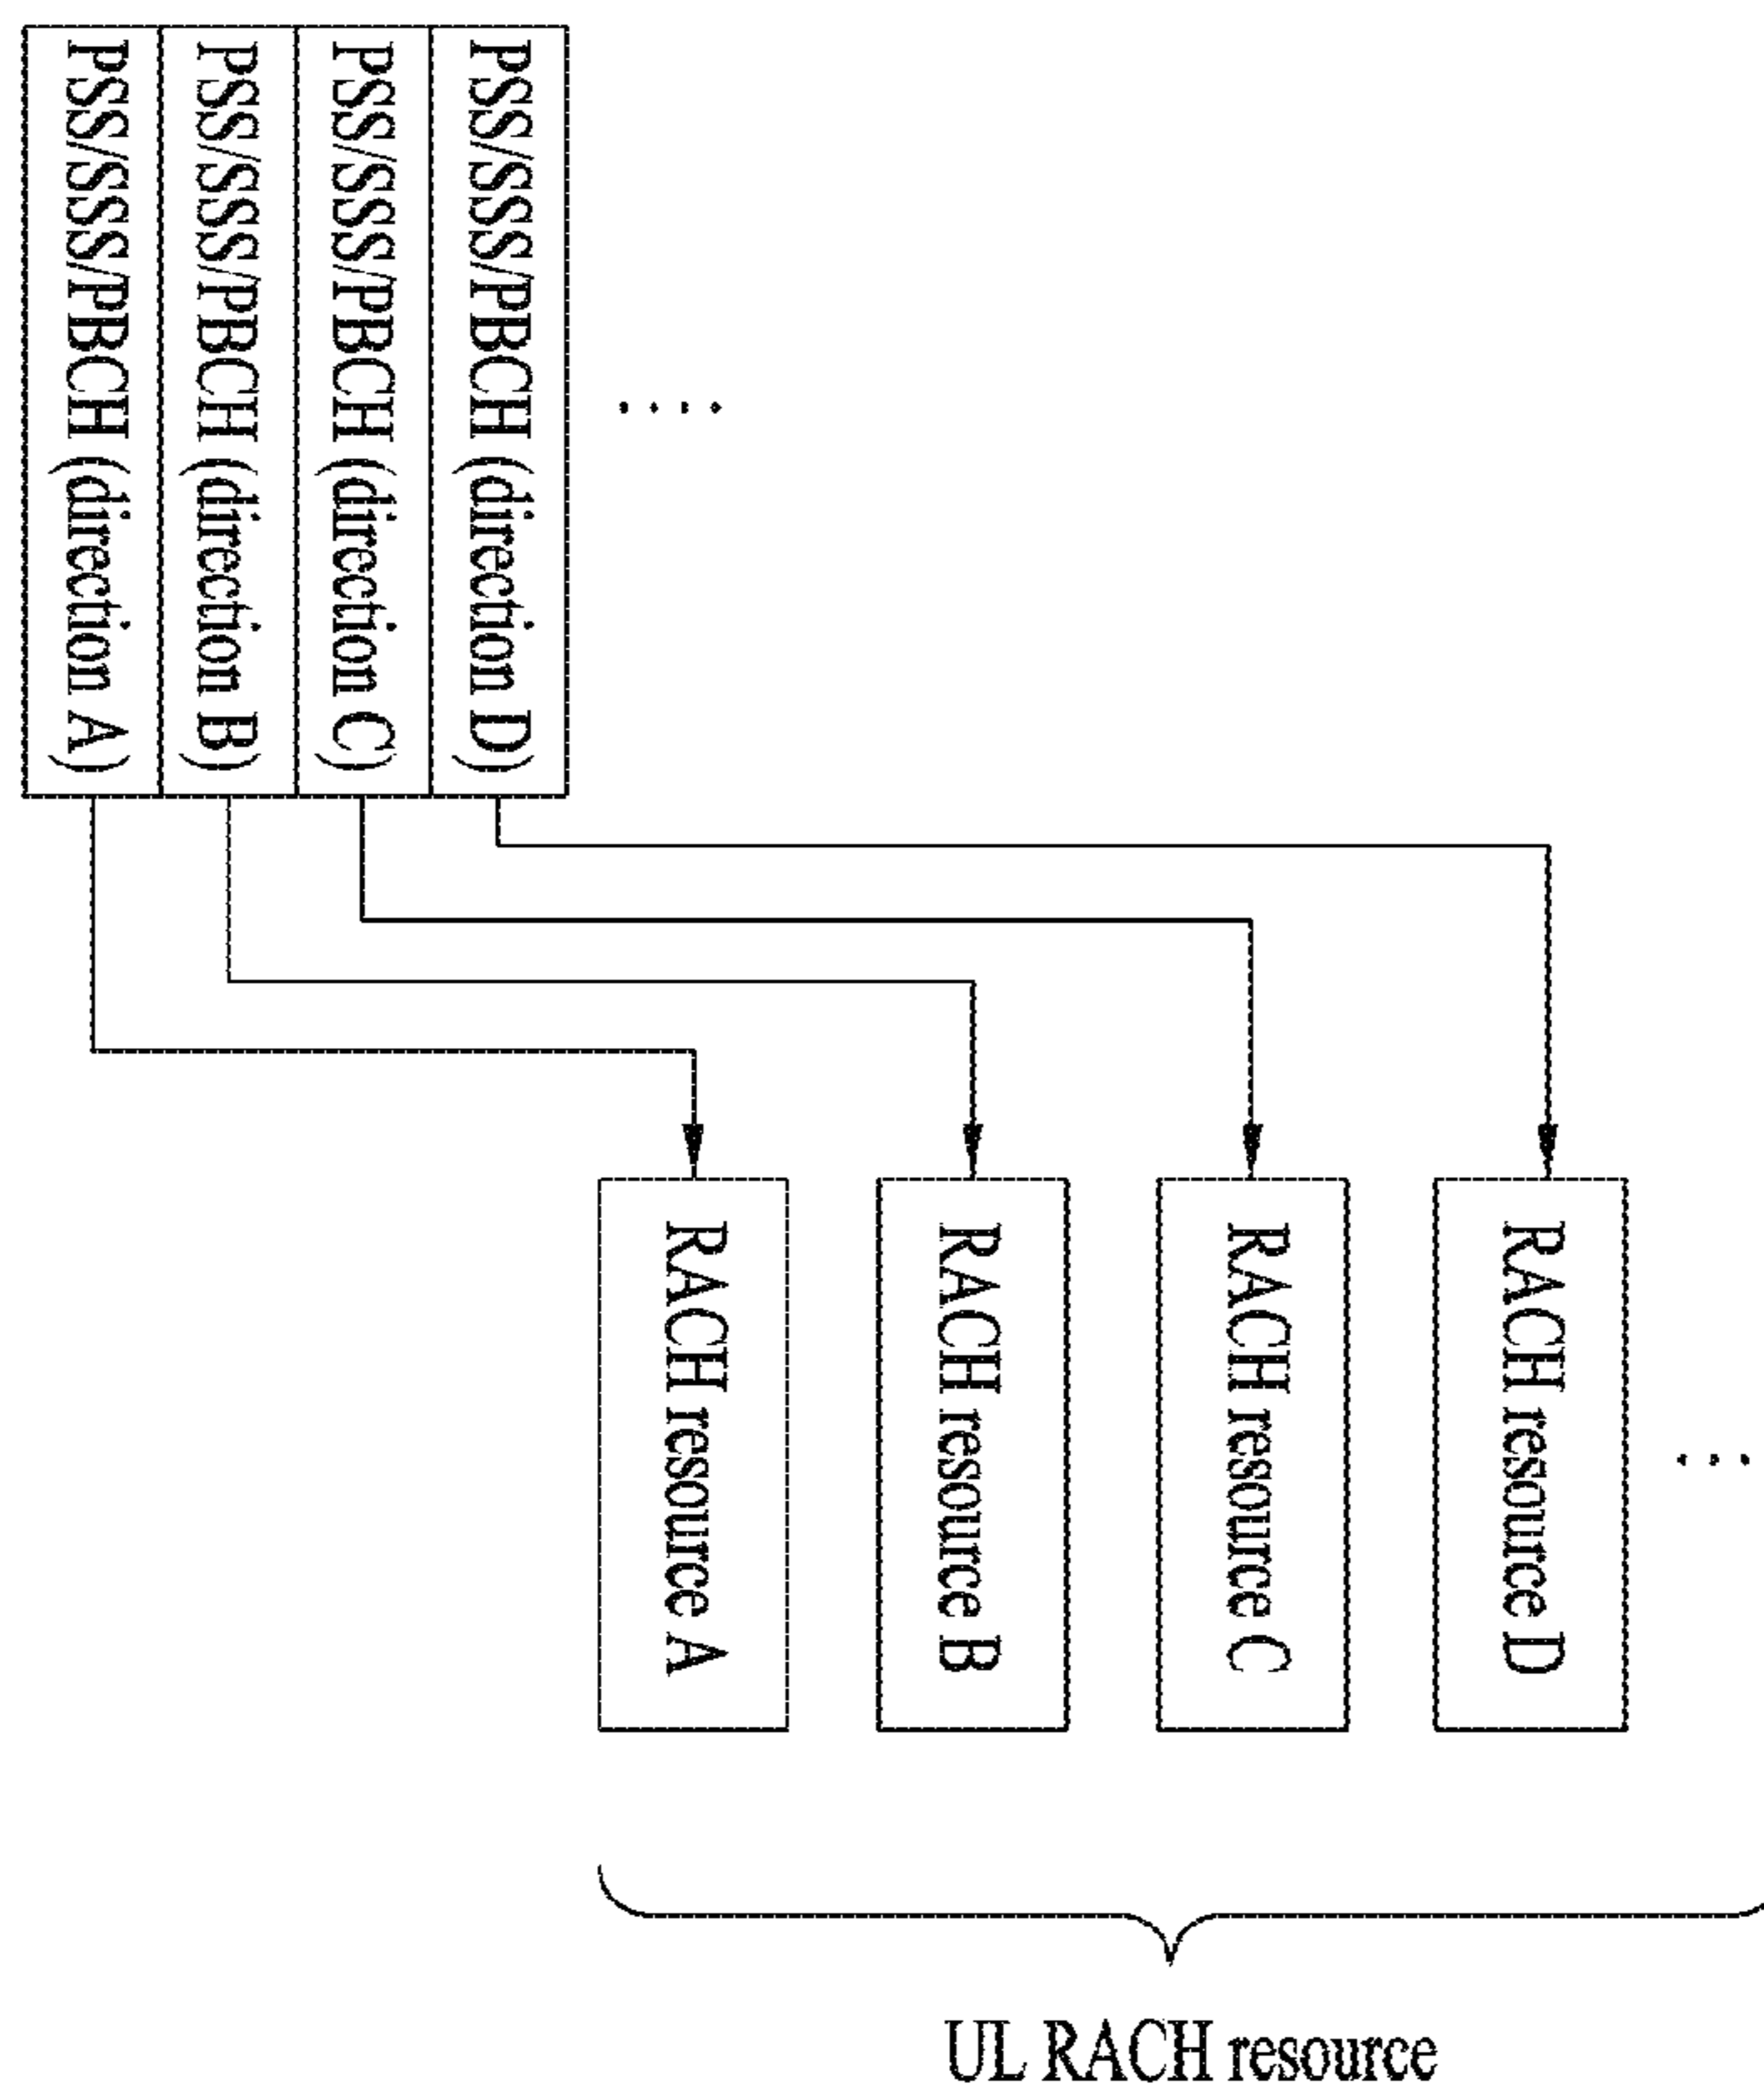 PSS/SSS/PBCH (direction A)
PSS/SSS/PBCH (direction B)
PSS/SSS/PBCH (direction C)
PSS/SSS/PBCH (direction D)
....
RACH resource A
RACH resource B
RACH resource C
RACH resource D
...
UL RACH resource